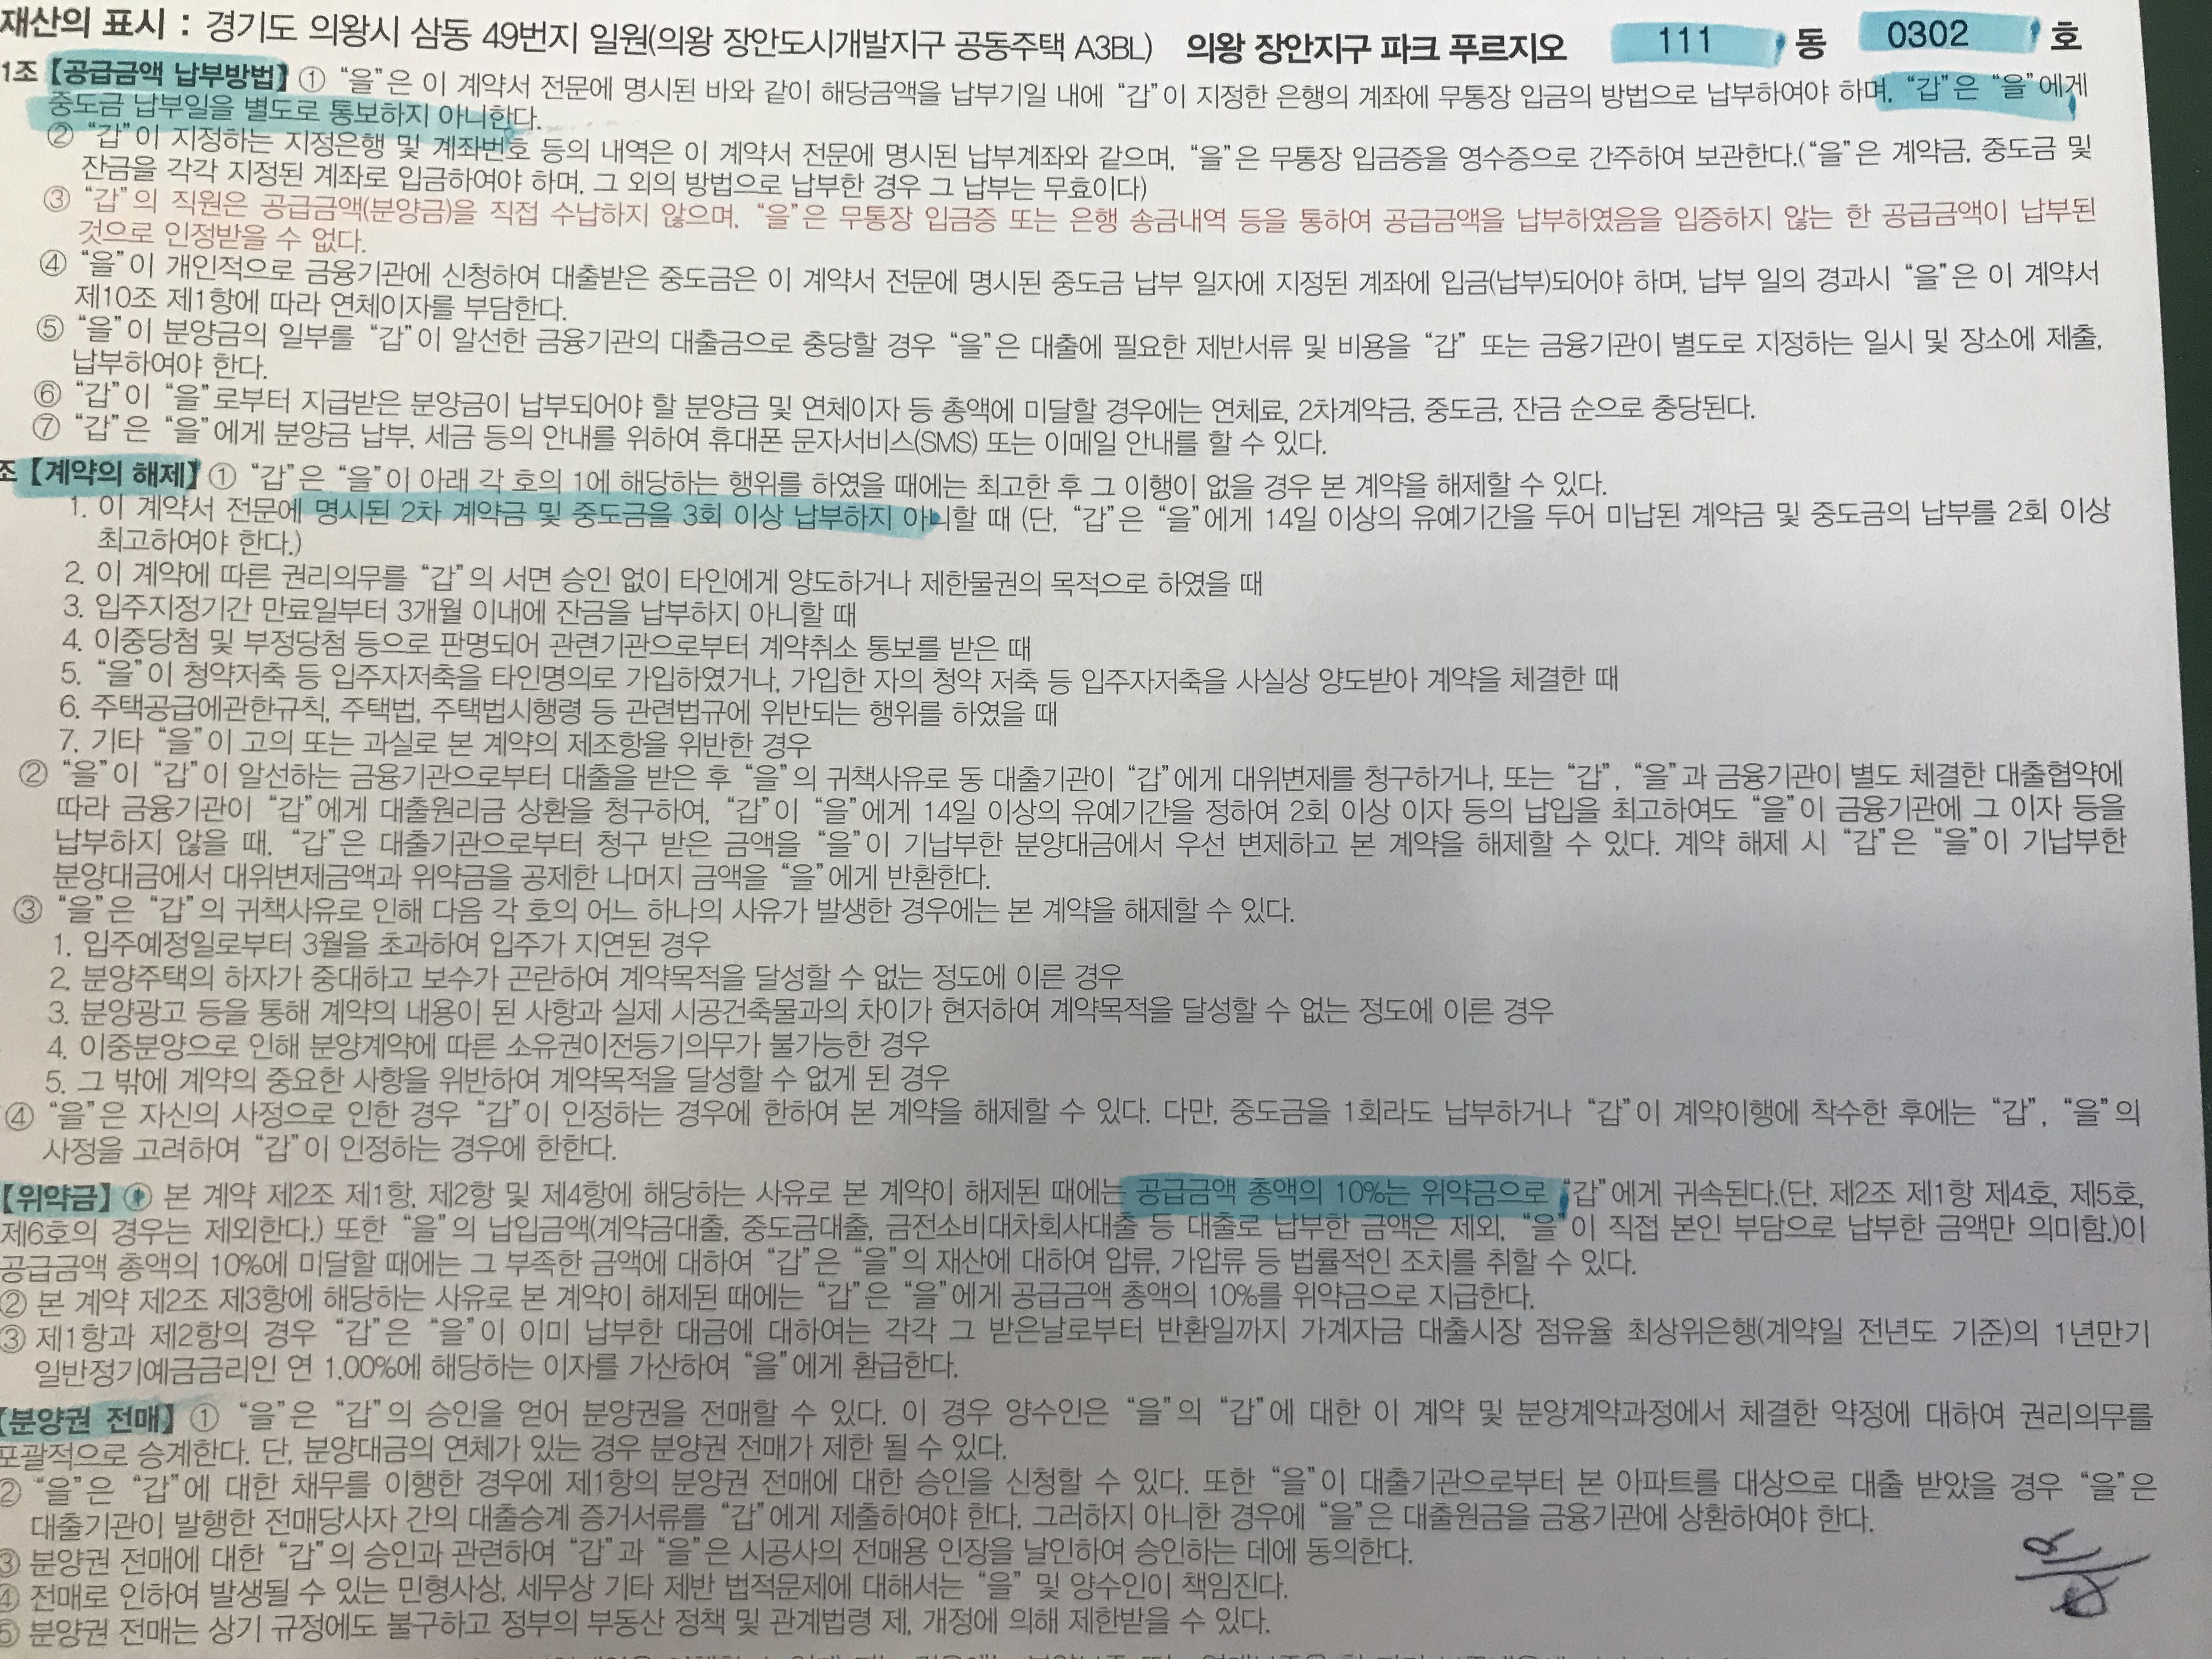 재산의 표시 : 경기도 의왕시 삼동 49번지 일원(의왕 장안도시개발지구 공동주택 A3BL) 의왕 장안지구 파크 푸르지오 111 동 0302 호
1조 【공급금액 납부방법】 ① “을”은 이 계약서 전문에 명시된 바와 같이 해당금액을 납부기일 내에 “갑”이 지정한 은행의 계좌에 무통장 입금의 방법으로 납부하여야 하며, “갑”은 “을”에게
중도금 납부일을 별도로 통보하지 아니한다.
② “갑”이 지정하는 지정은행 및 계좌번호 등의 내역은 이 계약서 전문에 명시된 납부계좌와 같으며, “을”은 무통장 입금증을 영수증으로 간주하여 보관한다.(“을”은 계약금, 중도금 및
잔금을 각각 지정된 계좌로 입금하여야 하며, 그 외의 방법으로 납부한 경우 그 납부는 무효이다)
③ “갑”의 직원은 공급금액(분양금)을 직접 수납하지 않으며, “을”은 무통장 입금증 또는 은행 송금내역 등을 통하여 공급금액을 납부하였음을 입증하지 않는 한 공급금액이 납부된
것으로 인정받을 수 없다.
④ “을”이 개인적으로 금융기관에 신청하여 대출받은 중도금은 이 계약서 전문에 명시된 중도금 납부 일자에 지정된 계좌에 입금(납부)되어야 하며, 납부 일의 경과시 “을”은 이 계약서
제10조 제1항에 따라 연체이자를 부담한다.
⑤ “을”이 분양금의 일부를 “갑”이 알선한 금융기관의 대출금으로 충당할 경우 “을”은 대출에 필요한 제반서류 및 비용을 “갑” 또는 금융기관이 별도로 지정하는 일시 및 장소에 제출,
납부하여야 한다.
⑥ “갑”이 “을”로부터 지급받은 분양금이 납부되어야 할 분양금 및 연체이자 등 총액에 미달할 경우에는 연체료, 2차계약금, 중도금, 잔금 순으로 충당된다.
⑦ “갑”은 “을”에게 분양금 납부, 세금 등의 안내를 위하여 휴대폰 문자서비스(SMS) 또는 이메일 안내를 할 수 있다.
조 【계약의 해제】 ① “갑”은 “을”이 아래 각 호의 1에 해당하는 행위를 하였을 때에는 최고한 후 그 이행이 없을 경우 본 계약을 해제할 수 있다.
1. 이 계약서 전문에 명시된 2차 계약금 및 중도금을 3회 이상 납부하지 아니할 때 (단, “갑”은 “을”에게 14일 이상의 유예기간을 두어 미납된 계약금 및 중도금의 납부를 2회 이상
최고하여야 한다.)
2. 이 계약에 따른 권리의무를 “갑”의 서면 승인 없이 타인에게 양도하거나 제한물권의 목적으로 하였을 때
3. 입주지정기간 만료일부터 3개월 이내에 잔금을 납부하지 아니할 때
4. 이중당첨 및 부정당첨 등으로 판명되어 관련기관으로부터 계약취소 통보를 받은 때
5. “을”이 청약저축 등 입주자저축을 타인명의로 가입하였거나, 가입한 자의 청약 저축 등 입주자저축을 사실상 양도받아 계약을 체결한 때
6. 주택공급에관한규칙, 주택법, 주택법시행령 등 관련법규에 위반되는 행위를 하였을 때
7. 기타 “을”이 고의 또는 과실로 본 계약의 제조항을 위반한 경우
② “을”이 “갑”이 알선하는 금융기관으로부터 대출을 받은 후 “을”의 귀책사유로 동 대출기관이 “갑”에게 대위변제를 청구하거나, 또는 “갑”, “을”과 금융기관이 별도 체결한 대출협약에
따라 금융기관이 “갑”에게 대출원리금 상환을 청구하여, “갑”이 “을”에게 14일 이상의 유예기간을 정하여 2회 이상 이자 등의 납입을 최고하여도 “을”이 금융기관에 그 이자 등을
납부하지 않을 때, “갑”은 대출기관으로부터 청구 받은 금액을 “을”이 기납부한 분양대금에서 우선 변제하고 본 계약을 해제할 수 있다. 계약 해제 시 “갑”은 “을”이 기납부한
분양대금에서 대위변제금액과 위약금을 공제한 나머지 금액을 “을”에게 반환한다.
③ “을”은 “갑”의 귀책사유로 인해 다음 각 호의 어느 하나의 사유가 발생한 경우에는 본 계약을 해제할 수 있다.
1. 입주예정일로부터 3월을 초과하여 입주가 지연된 경우
2. 분양주택의 하자가 중대하고 보수가 곤란하여 계약목적을 달성할 수 없는 정도에 이른 경우
3. 분양광고 등을 통해 계약의 내용이 된 사항과 실제 시공건축물과의 차이가 현저하여 계약목적을 달성할 수 없는 정도에 이른 경우
4. 이중분양으로 인해 분양계약에 따른 소유권이전등기의무가 불가능한 경우
5. 그 밖에 계약의 중요한 사항을 위반하여 계약목적을 달성할 수 없게 된 경우
④ “을”은 자신의 사정으로 인한 경우 “갑”이 인정하는 경우에 한하여 본 계약을 해제할 수 있다. 다만, 중도금을 1회라도 납부하거나 “갑”이 계약이행에 착수한 후에는 “갑”, “을”의
사정을 고려하여 “갑”이 인정하는 경우에 한한다.
【위약금】 ① 본 계약 제2조 제1항, 제2항 및 제4항에 해당하는 사유로 본 계약이 해제된 때에는 공급금액 총액의 10%는 위약금으로 “갑”에게 귀속된다.(단, 제2조 제1항 제4호, 제5호,
제6호의 경우는 제외한다.) 또한 “을”의 납입금액(계약금대출, 중도금대출, 금전소비대차회사대출 등 대출로 납부한 금액은 제외, “을”이 직접 본인 부담으로 납부한 금액만 의미함.)이
공급금액 총액의 10%에 미달할 때에는 그 부족한 금액에 대하여 “갑”은 “을”의 재산에 대하여 압류, 가압류 등 법률적인 조치를 취할 수 있다.
② 본 계약 제2조 제3항에 해당하는 사유로 본 계약이 해제된 때에는 “갑”은 “을”에게 공급금액 총액의 10%를 위약금으로 지급한다.
③ 제1항과 제2항의 경우 “갑”은 “을”이 이미 납부한 대금에 대하여는 각각 그 받은날로부터 반환일까지 가계자금 대출시장 점유율 최상위은행(계약일 전년도 기준)의 1년만기
일반정기예금금리인 연 1.00%에 해당하는 이자를 가산하여 “을”에게 환급한다.
【분양권 전매】 ① “을”은 “갑”의 승인을 얻어 분양권을 전매할 수 있다. 이 경우 양수인은 “을”의 “갑”에 대한 이 계약 및 분양계약과정에서 체결한 약정에 대하여 권리의무를
포괄적으로 승계한다. 단, 분양대금의 연체가 있는 경우 분양권 전매가 제한 될 수 있다.
② “을”은 “갑”에 대한 채무를 이행한 경우에 제1항의 분양권 전매에 대한 승인을 신청할 수 있다. 또한 “을”이 대출기관으로부터 본 아파트를 대상으로 대출 받았을 경우 “을”은
대출기관이 발행한 전매당사자 간의 대출승계 증거서류를 “갑”에게 제출하여야 한다. 그러하지 아니한 경우에 “을”은 대출원금을 금융기관에 상환하여야 한다.
③ 분양권 전매에 대한 “갑”의 승인과 관련하여 “갑”과 “을”은 시공사의 전매용 인장을 날인하여 승인하는 데에 동의한다.
④ 전매로 인하여 발생될 수 있는 민형사상, 세무상 기타 제반 법적문제에 대해서는 “을” 및 양수인이 책임진다.
⑤ 분양권 전매는 상기 규정에도 불구하고 정부의 부동산 정책 및 관계법령 제, 개정에 의해 제한받을 수 있다.